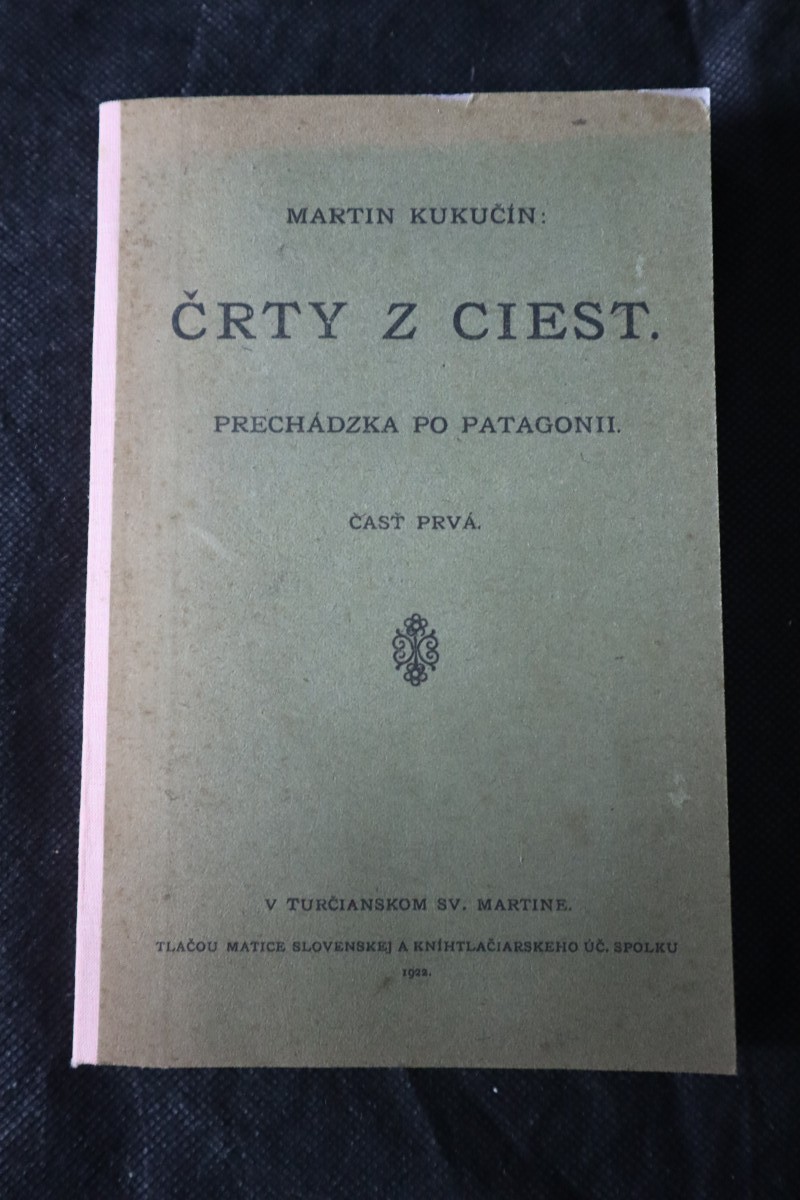 MARTIN KUKUČÍN:
ČRTY Z CIEST.
PRECHÁDZKA PO PATAGONII.
ČASŤ PRVÁ.
V TURČIANSKOM SV. MARTINE.
TLAČOU MATICE SLOVENSKEJ A KNÍHTLAČIARSKEHO ÚČ. SPOLKU
1922.